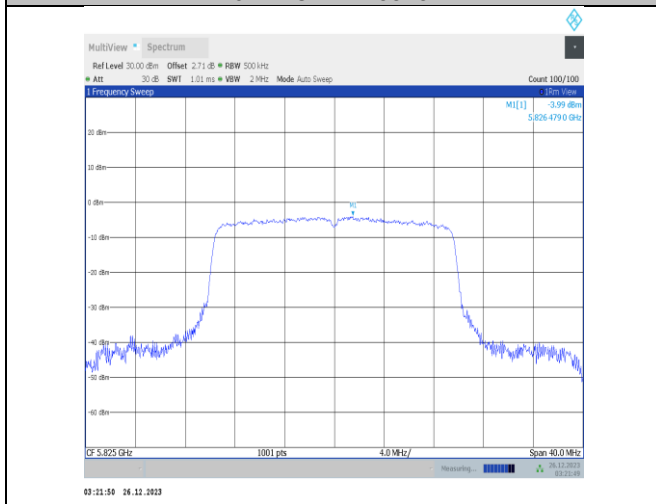 MultiView Spectrum
Ref Level 30.00 dBm Offset 2.71 dB RBW 500 kHz
Att 30 dB SWT 1.01 ms VBW 2 MHz Mode Auto Sweep Count 100/100
1 Frequency Sweep 1Rm View
M1[1] -3.99 dBm
5.826 479 0 GHz
20 dBm
10 dBm
0 dBm
M1
-10 dBm
-20 dBm
-30 dBm
-40 dBm
-50 dBm
-60 dBm
CF 5.825 GHz 1001 pts 4.0 MHz/ Span 40.0 MHz
Measuring... 26.12.2023
03:21:49
03:21:50 26.12.2023